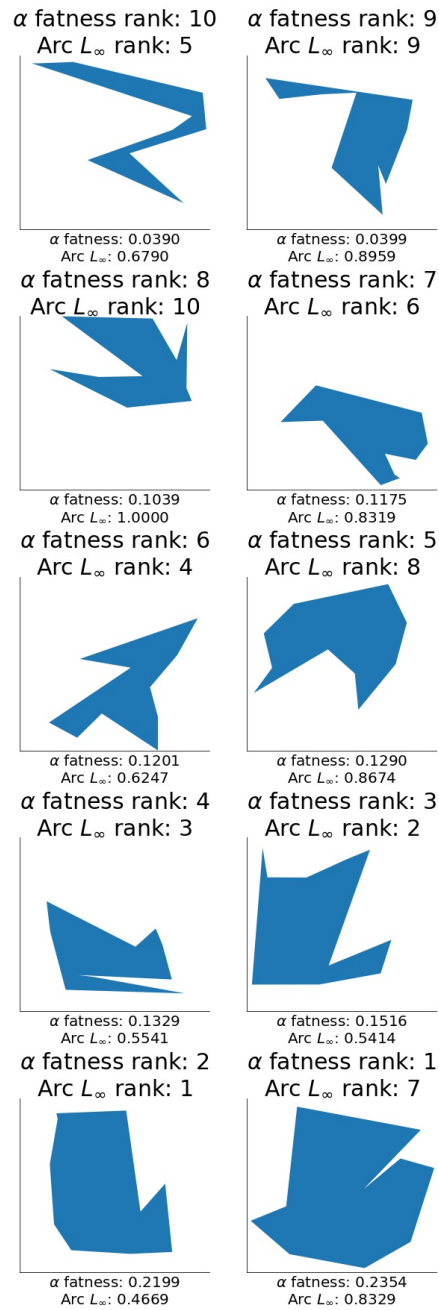 α fatness rank: 10
Arc L∞ rank: 5
α fatness: 0.0390
Arc L∞: 0.6790
α fatness rank: 9
Arc L∞ rank: 9
α fatness: 0.0399
Arc L∞: 0.8959
α fatness rank: 8
Arc L∞ rank: 10
α fatness: 0.1039
Arc L∞: 1.0000
α fatness rank: 7
Arc L∞ rank: 6
α fatness: 0.1175
Arc L∞: 0.8319
α fatness rank: 6
Arc L∞ rank: 4
α fatness: 0.1201
Arc L∞: 0.6247
α fatness rank: 5
Arc L∞ rank: 8
α fatness: 0.1290
Arc L∞: 0.8674
α fatness rank: 4
Arc L∞ rank: 3
α fatness: 0.1329
Arc L∞: 0.5541
α fatness rank: 3
Arc L∞ rank: 2
α fatness: 0.1516
Arc L∞: 0.5414
α fatness rank: 2
Arc L∞ rank: 1
α fatness: 0.2199
Arc L∞: 0.4669
α fatness rank: 1
Arc L∞ rank: 7
α fatness: 0.2354
Arc L∞: 0.8329